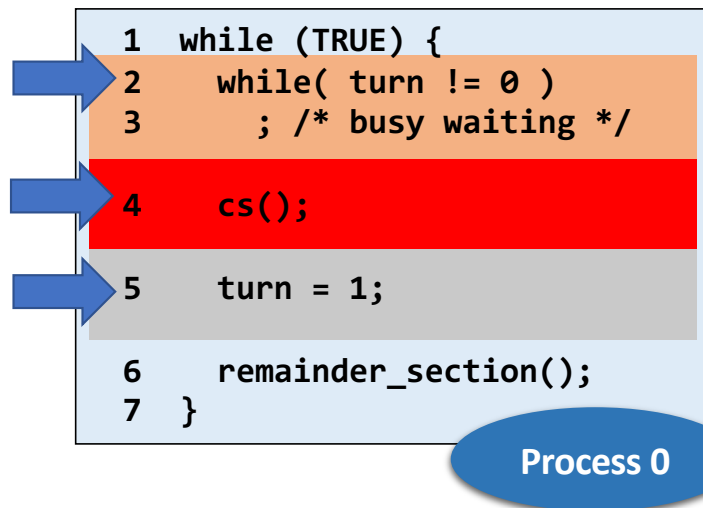 1 while (TRUE) {
2 while( turn != 0 )
3 ; /* busy waiting */
4 cs();
5 turn = 1;
6 remainder_section();
7 }
Process 0